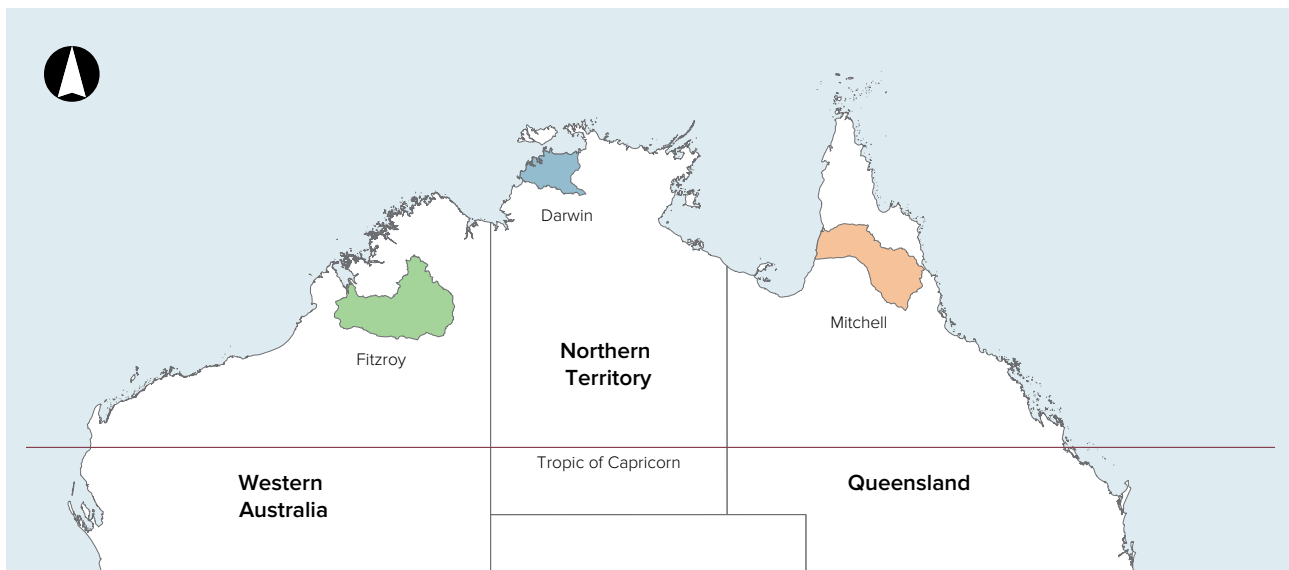 Darwin
Mitchell
Northern
Territory
Fitzroy
Tropic of Capricorn
Western
Australia
Queensland